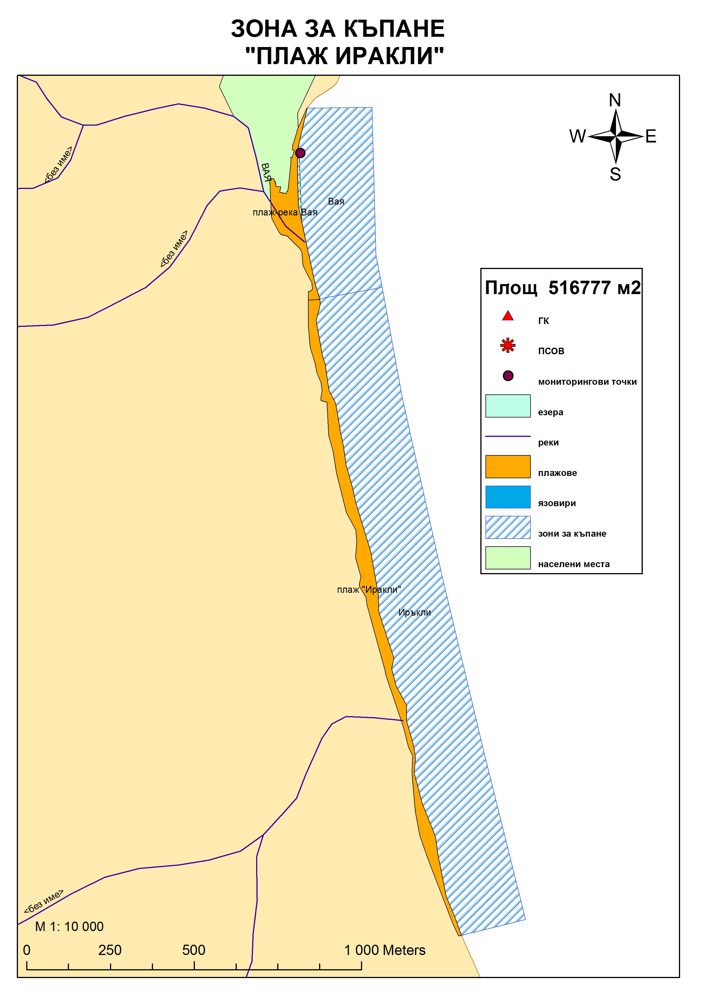 ЗОНА ЗА КЪПАНЕ
"ПЛАЖ ИРАКЛИ"
N
W
E
S
<без име>
ВАЯ
Вая
плаж-река Вая
<без име>
Площ 516777 м2
ГК
ПСОВ
мониторингови точки
езера
реки
плажове
язовири
зони за къпане
населени места
плаж "Иракли"
Иръкли
<без име>
М 1: 10 000
0 250 500 1 000 Meters